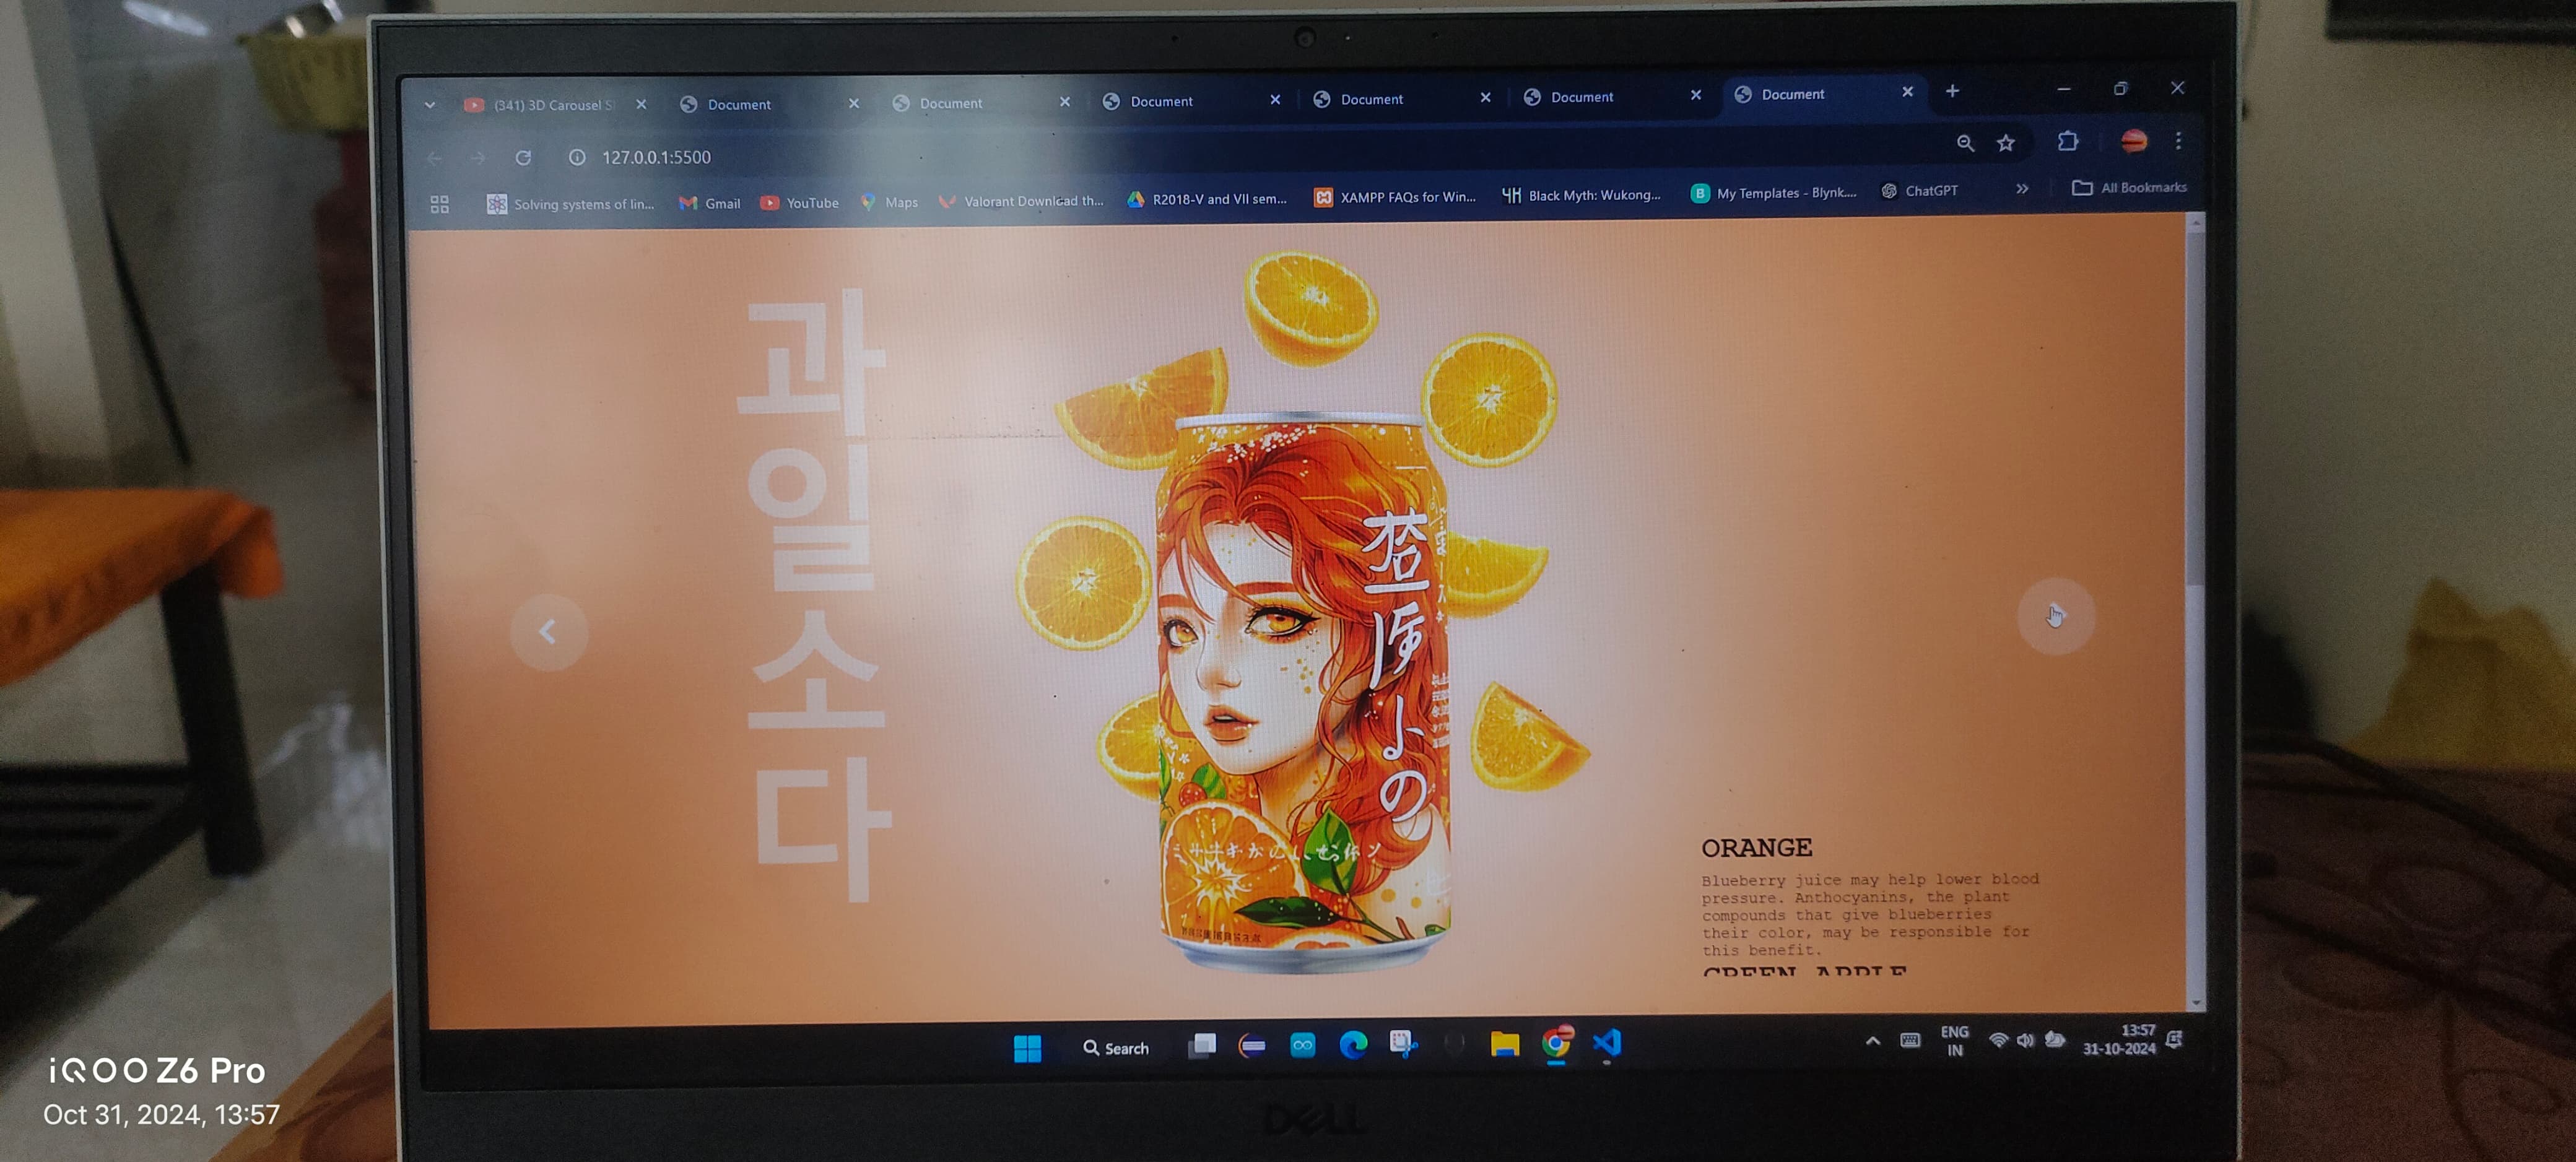 (341) 3D Carousel Sl
Document
Document
Document
Document
Document
Document
127.0.0.1:5500
Solving systems of lin...
Gmail
YouTube
Maps
Valorant Download th...
R2018-V and VII sem...
XAMPP FAQs for Win...
Black Myth: Wukong...
My Templates - Blynk....
ChatGPT
All Bookmarks
과
일
소
다
ORANGE
Blueberry juice may help lower blood
pressure. Anthocyanins, the plant
compounds that give blueberries
their color, may be responsible for
this benefit.
GREEN APPLE
Search
ENG
IN
13:57
31-10-2024
DELL
iQOO Z6 Pro
Oct 31, 2024, 13:57